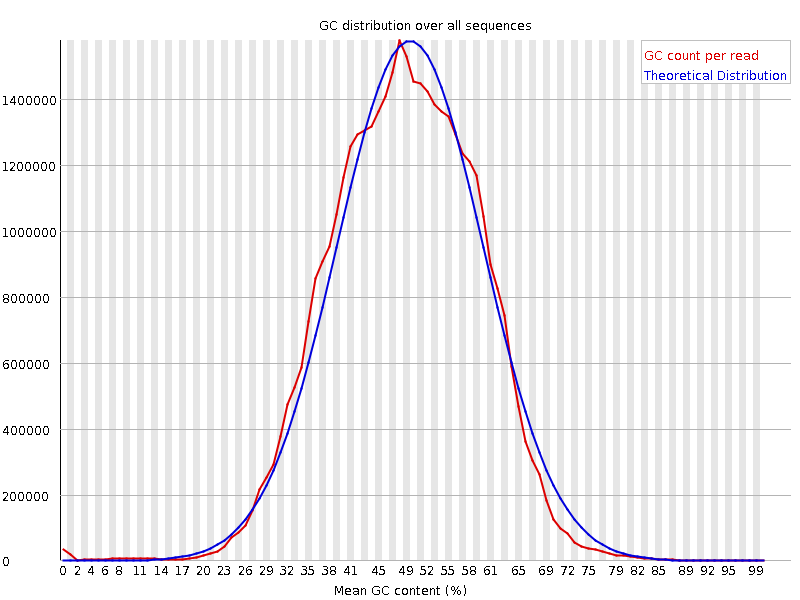 GC distribution over all sequences
GC count per read
Theoretical Distribution
1400000
1200000
1000000
800000
600000
400000
200000
0
0 2 4 6 8 11 14 17 20 23 26 29 32 35 38 41 45 49 52 55 58 61 65 69 72 75 79 82 85 89 92 95 99
Mean GC content (%)